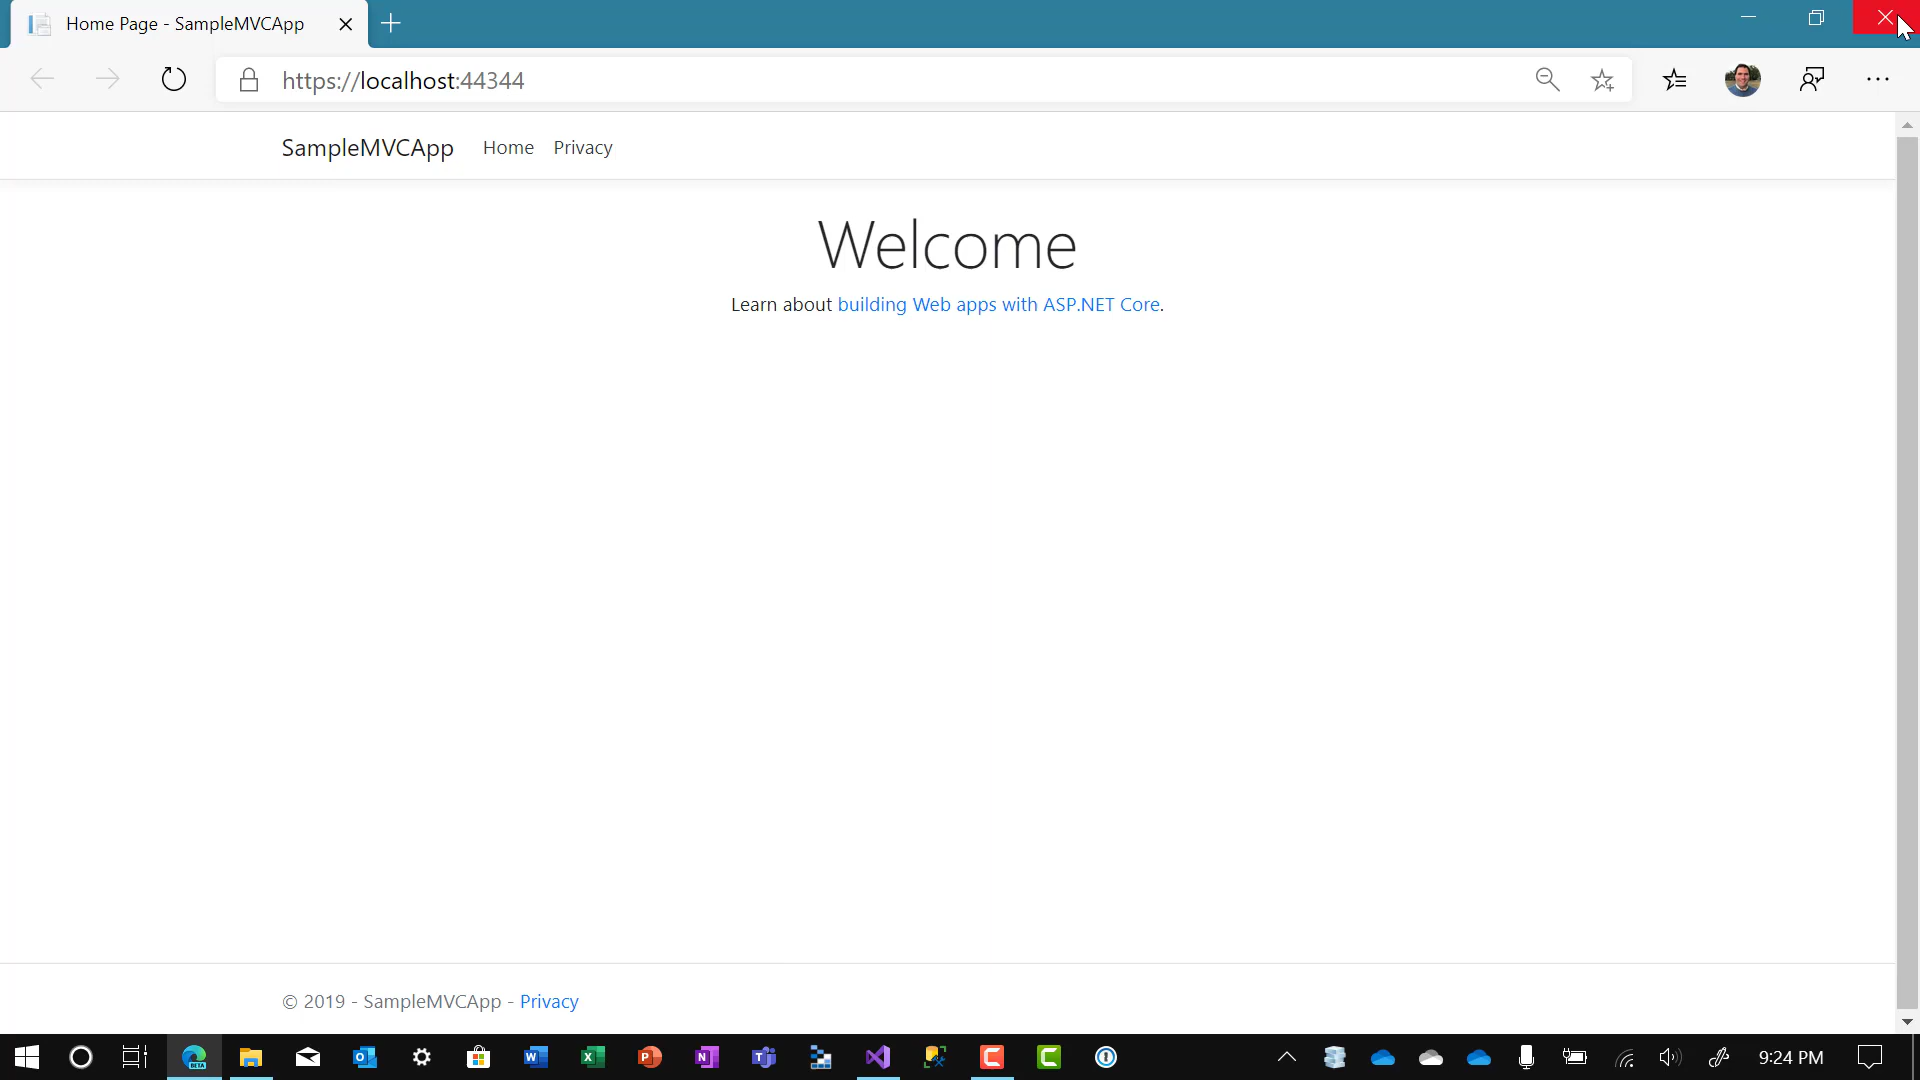 Home Page - SampleMVCApp
https://localhost:44344
SampleMVCApp Home Privacy
Welcome
Learn about building Web apps with ASP.NET Core.
© 2019 - SampleMVCApp - Privacy
BETA
9:24 PM